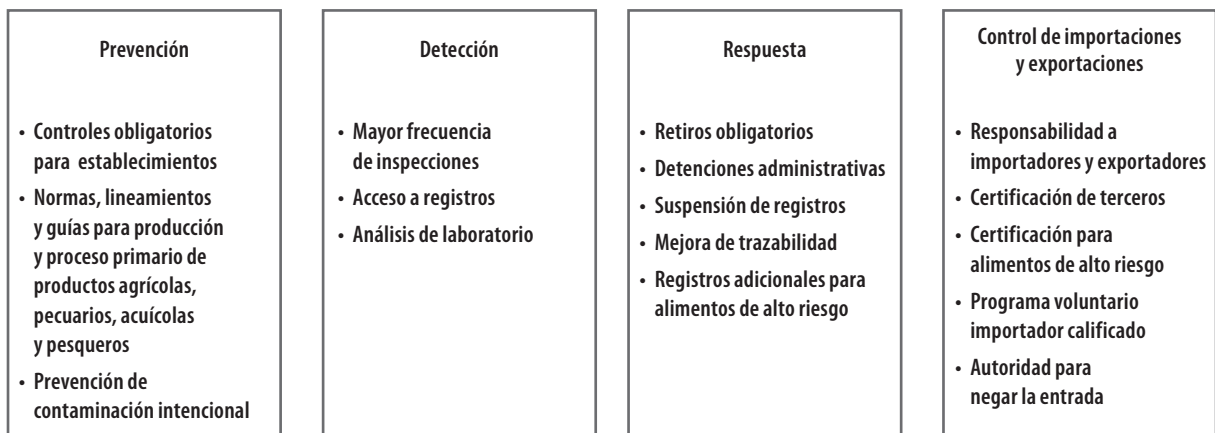 Prevención
• Controles obligatorios
para establecimientos
• Normas, lineamientos
y guías para producción
y proceso primario de
productos agrícolas,
pecuarios, acuícolas
y pesqueros
• Prevención de
contaminación intencional
Detección
• Mayor frecuencia
de inspecciones
• Acceso a registros
• Análisis de laboratorio
Respuesta
• Retiros obligatorios
• Detenciones administrativas
• Suspensión de registros
• Mejora de trazabilidad
• Registros adicionales para
alimentos de alto riesgo
Control de importaciones
y exportaciones
• Responsabilidad a
importadores y exportadores
• Certificación de terceros
• Certificación para
alimentos de alto riesgo
• Programa voluntario
importador calificado
• Autoridad para
negar la entrada